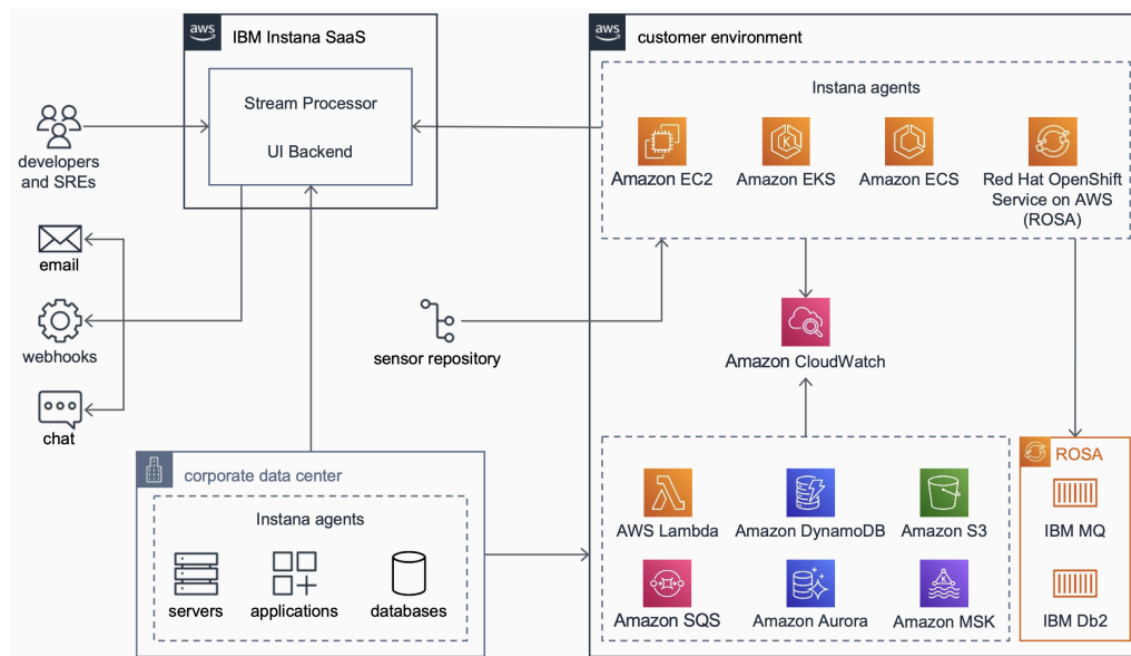 aws
IBM Instana SaaS
Stream Processor
UI Backend
developers
and SREs
email
webhooks
chat
sensor repository
corporate data center
Instana agents
servers
applications
databases
aws
customer environment
Instana agents
Amazon EC2
Amazon EKS
Amazon ECS
Red Hat OpenShift
Service on AWS
(ROSA)
Amazon CloudWatch
AWS Lambda
Amazon DynamoDB
Amazon S3
Amazon SQS
Amazon Aurora
Amazon MSK
ROSA
IBM MQ
IBM Db2